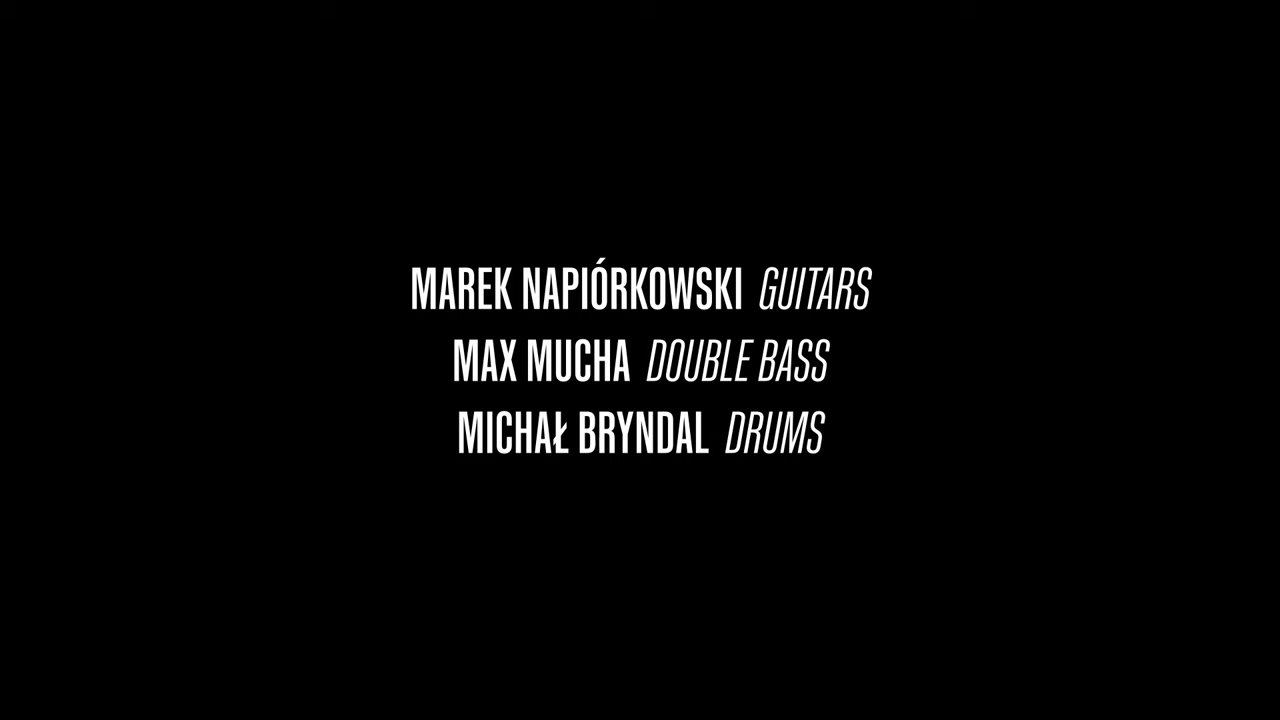 MAREK NAPIÓRKOWSKI GUITARS
MAX MUCHA DOUBLE BASS
MICHAŁ BRYNDAL DRUMS